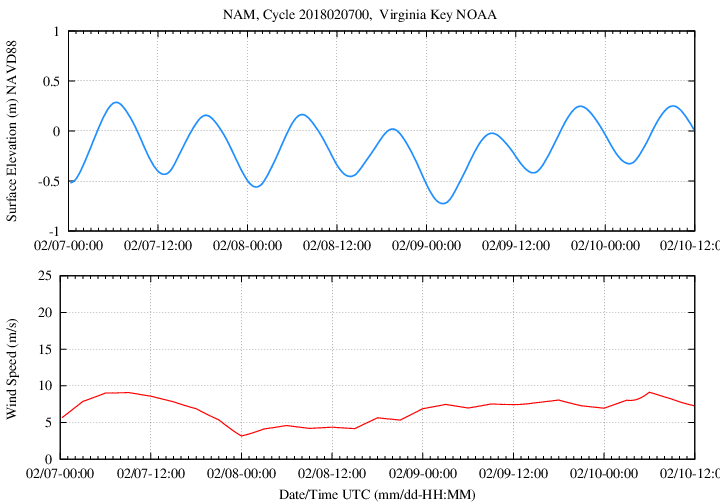 NAM, Cycle 2018020700,  Virginia Key NOAA
Surface Elevation (m) NAVD88
1
0.5
0
-0.5
-1
02/07-00:00 02/07-12:00 02/08-00:00 02/08-12:00 02/09-00:00 02/09-12:00 02/10-00:00 02/10-12:0
Wind Speed (m/s)
25
20
15
10
5
0
02/07-00:00 02/07-12:00 02/08-00:00 02/08-12:00 02/09-00:00 02/09-12:00 02/10-00:00 02/10-12:0
Date/Time UTC (mm/dd-HH:MM)